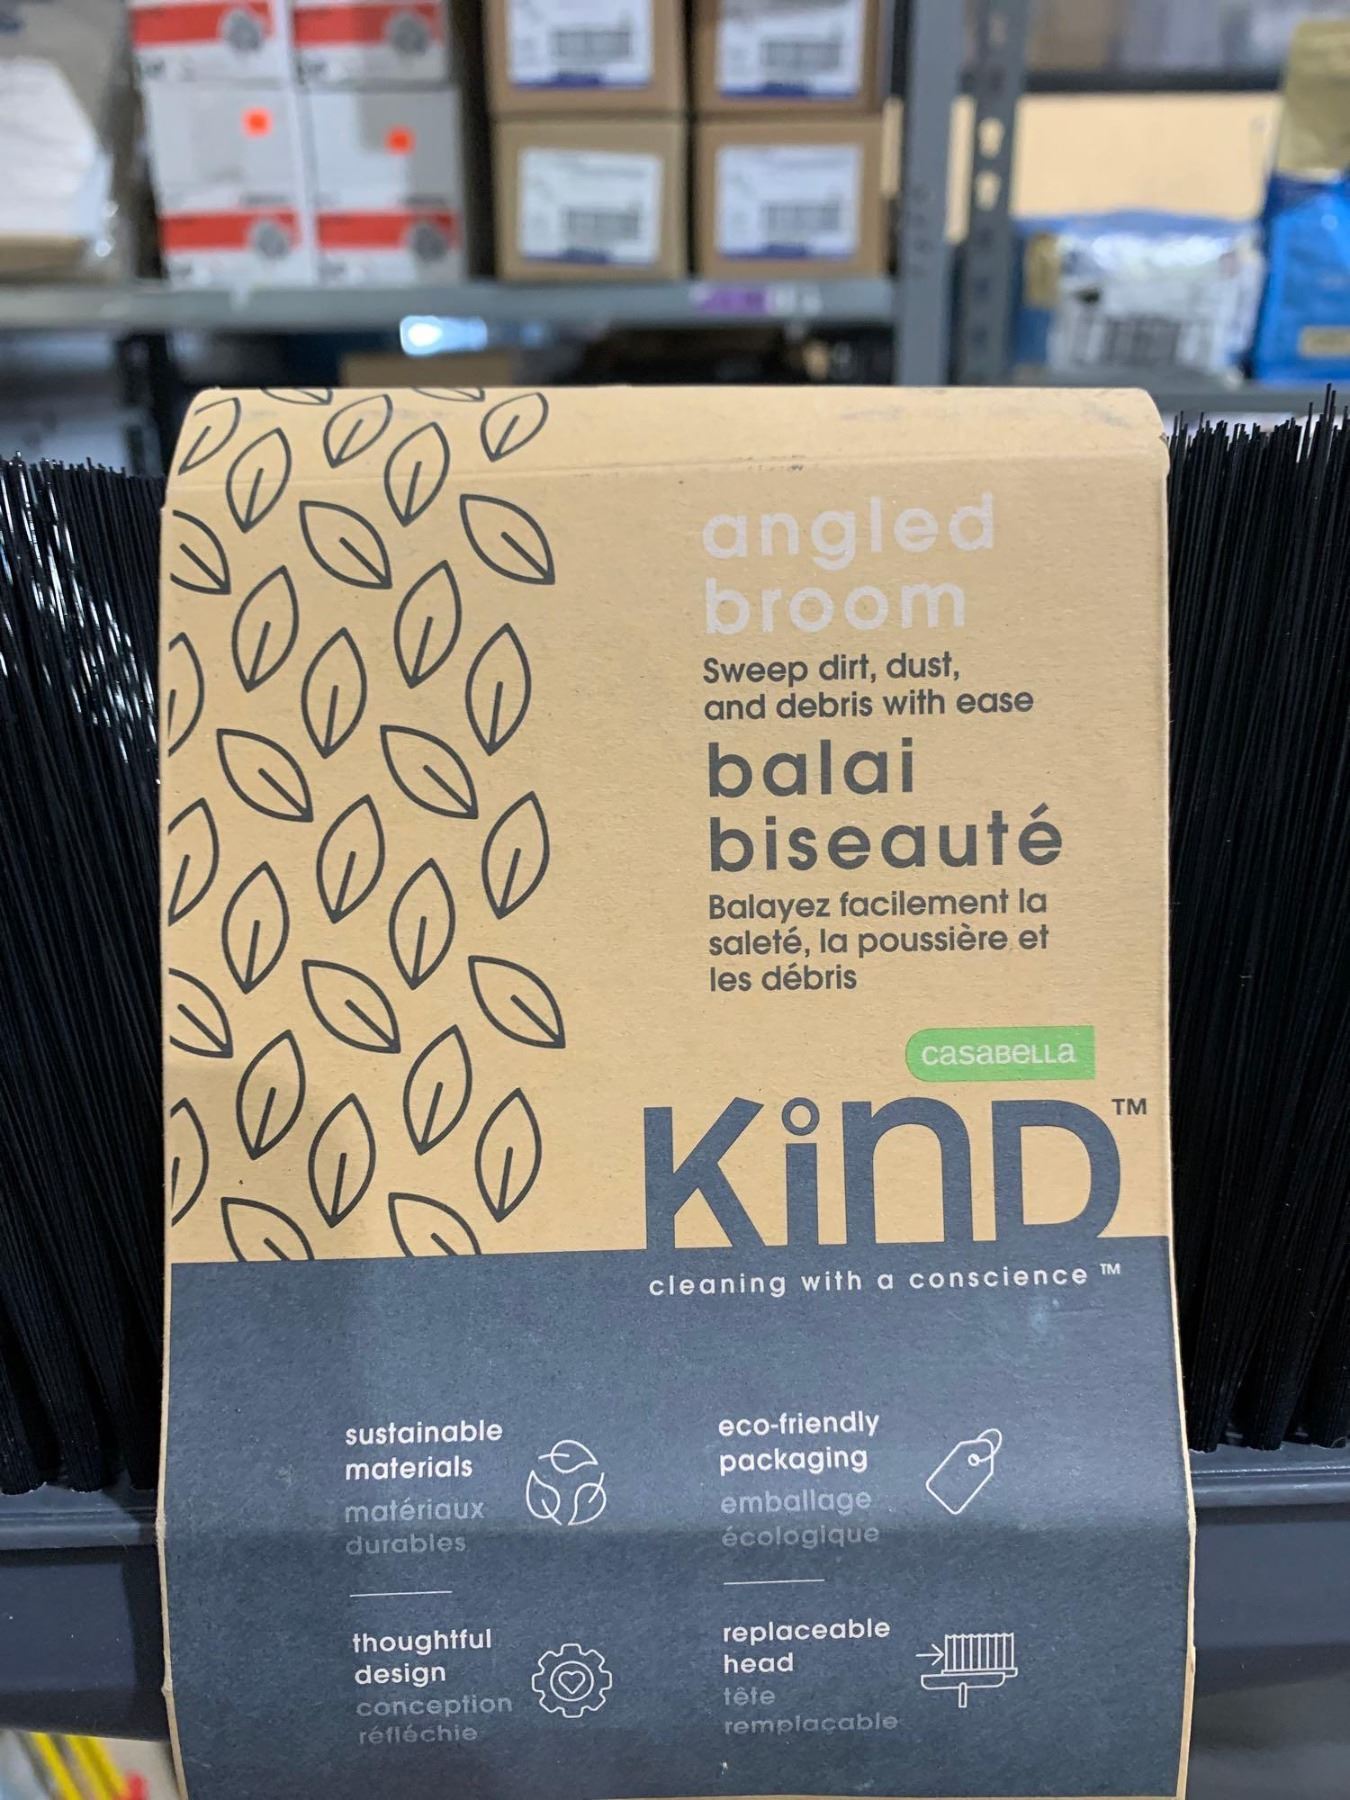 angled
broom
Sweep dirt, dust,
and debris with ease
balai
biseauté
Balayez facilement la
saleté, la poussière et
les débris
casabella
KinD™
cleaning with a conscience ™
sustainable
materials
matériaux
durables
eco-friendly
packaging
emballage
écologique
thoughtful
design
conception
réfléchie
replaceable
head
tête
remplaçable